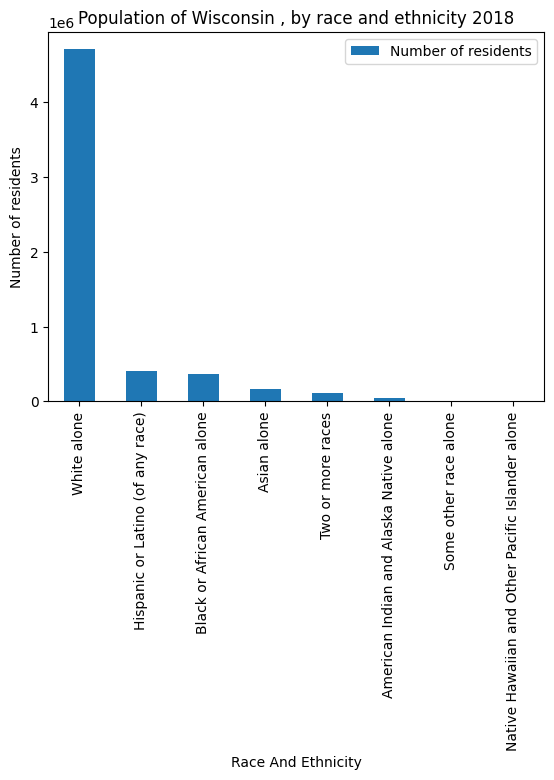 Population of Wisconsin , by race and ethnicity 2018
1e6
Number of residents
Number of residents
4
3
2
1
0
White alone
Hispanic or Latino (of any race)
Black or African American alone
Asian alone
Two or more races
American Indian and Alaska Native alone
Some other race alone
Native Hawaiian and Other Pacific Islander alone
Race And Ethnicity